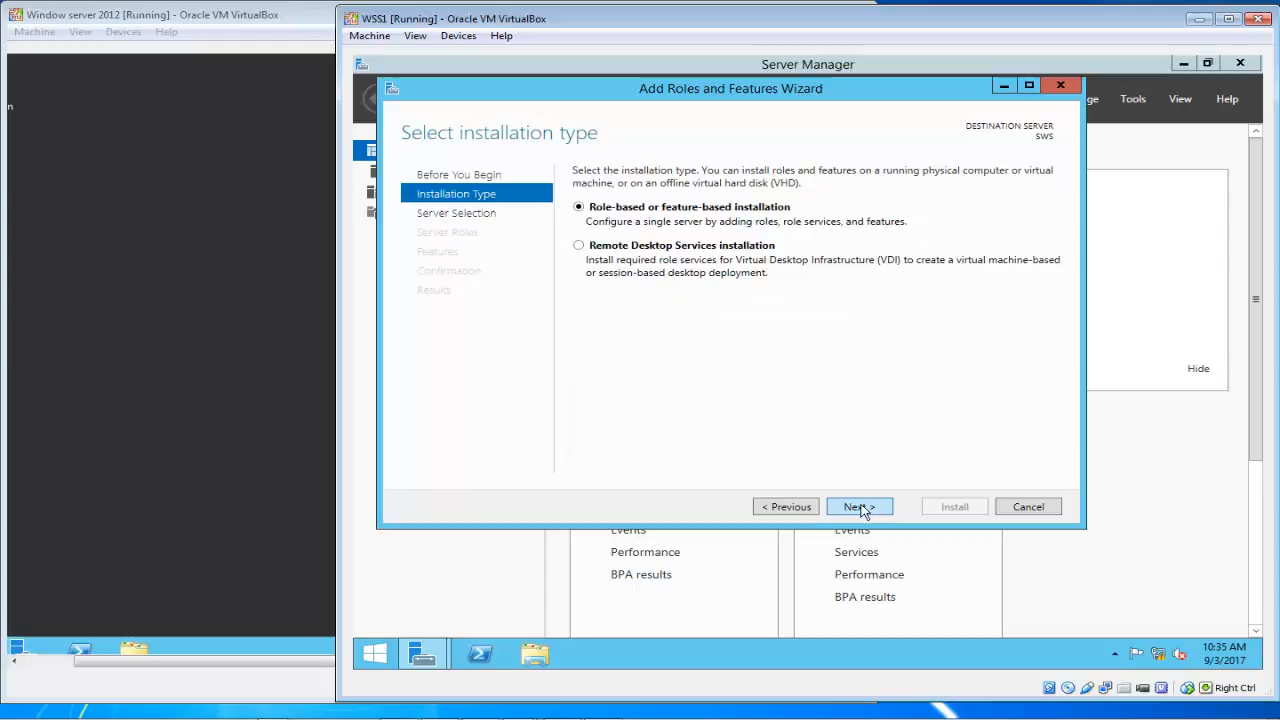 Window server 2012 [Running] - Oracle VM VirtualBox
Machine View Devices Help
n
WSS1 [Running] - Oracle VM VirtualBox
Machine View Devices Help
Server Manager
ge Tools View Help
Add Roles and Features Wizard
Select installation type
DESTINATION SERVER
SWS
Before You Begin
Installation Type
Server Selection
Server Roles
Features
Confirmation
Results
Select the installation type. You can install roles and features on a running physical computer or virtual
machine, or on an offline virtual hard disk (VHD).
Role-based or feature-based installation
Configure a single server by adding roles, role services, and features.
Remote Desktop Services installation
Install required role services for Virtual Desktop Infrastructure (VDI) to create a virtual machine-based
or session-based desktop deployment.
Hide
< Previous Next > Install Cancel
Events
Performance
BPA results
Events
Services
Performance
BPA results
10:35 AM
9/3/2017
Right Ctrl